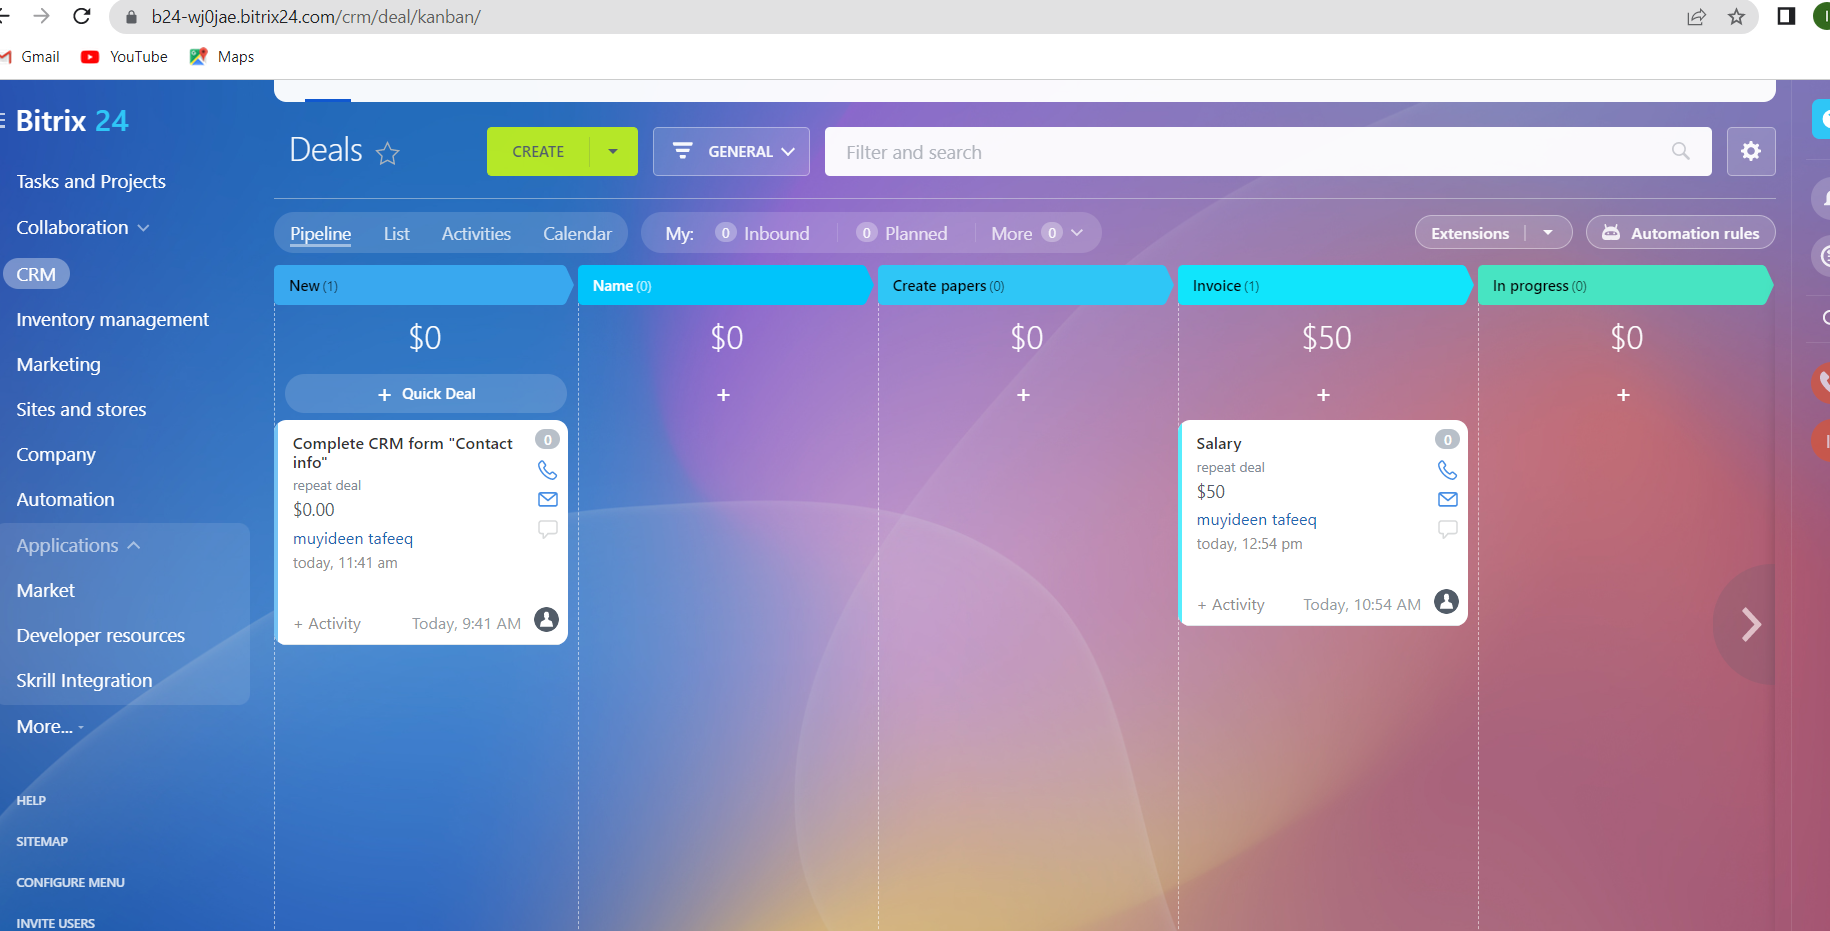 b24-wj0jae.bitrix24.com/crm/deal/kanban/
Gmail
YouTube
Maps
Bitrix 24
Tasks and Projects
Collaboration
CRM
Inventory management
Marketing
Sites and stores
Company
Automation
Applications
Market
Developer resources
Skrill Integration
More...
HELP
SITEMAP
CONFIGURE MENU
INVITE USERS
Deals
CREATE
GENERAL
Filter and search
Pipeline
List
Activities
Calendar
My:
0 Inbound
0 Planned
More 0
Extensions
Automation rules
New (1)
$0
+ Quick Deal
Complete CRM form "Contact
info"
0
repeat deal
$0.00
muyideen tafeeq
today, 11:41 am
+ Activity
Today, 9:41 AM
Name (0)
$0
+
Create papers (0)
$0
+
Invoice (1)
$50
+
Salary
0
repeat deal
$50
muyideen tafeeq
today, 12:54 pm
+ Activity
Today, 10:54 AM
In progress (0)
$0
+